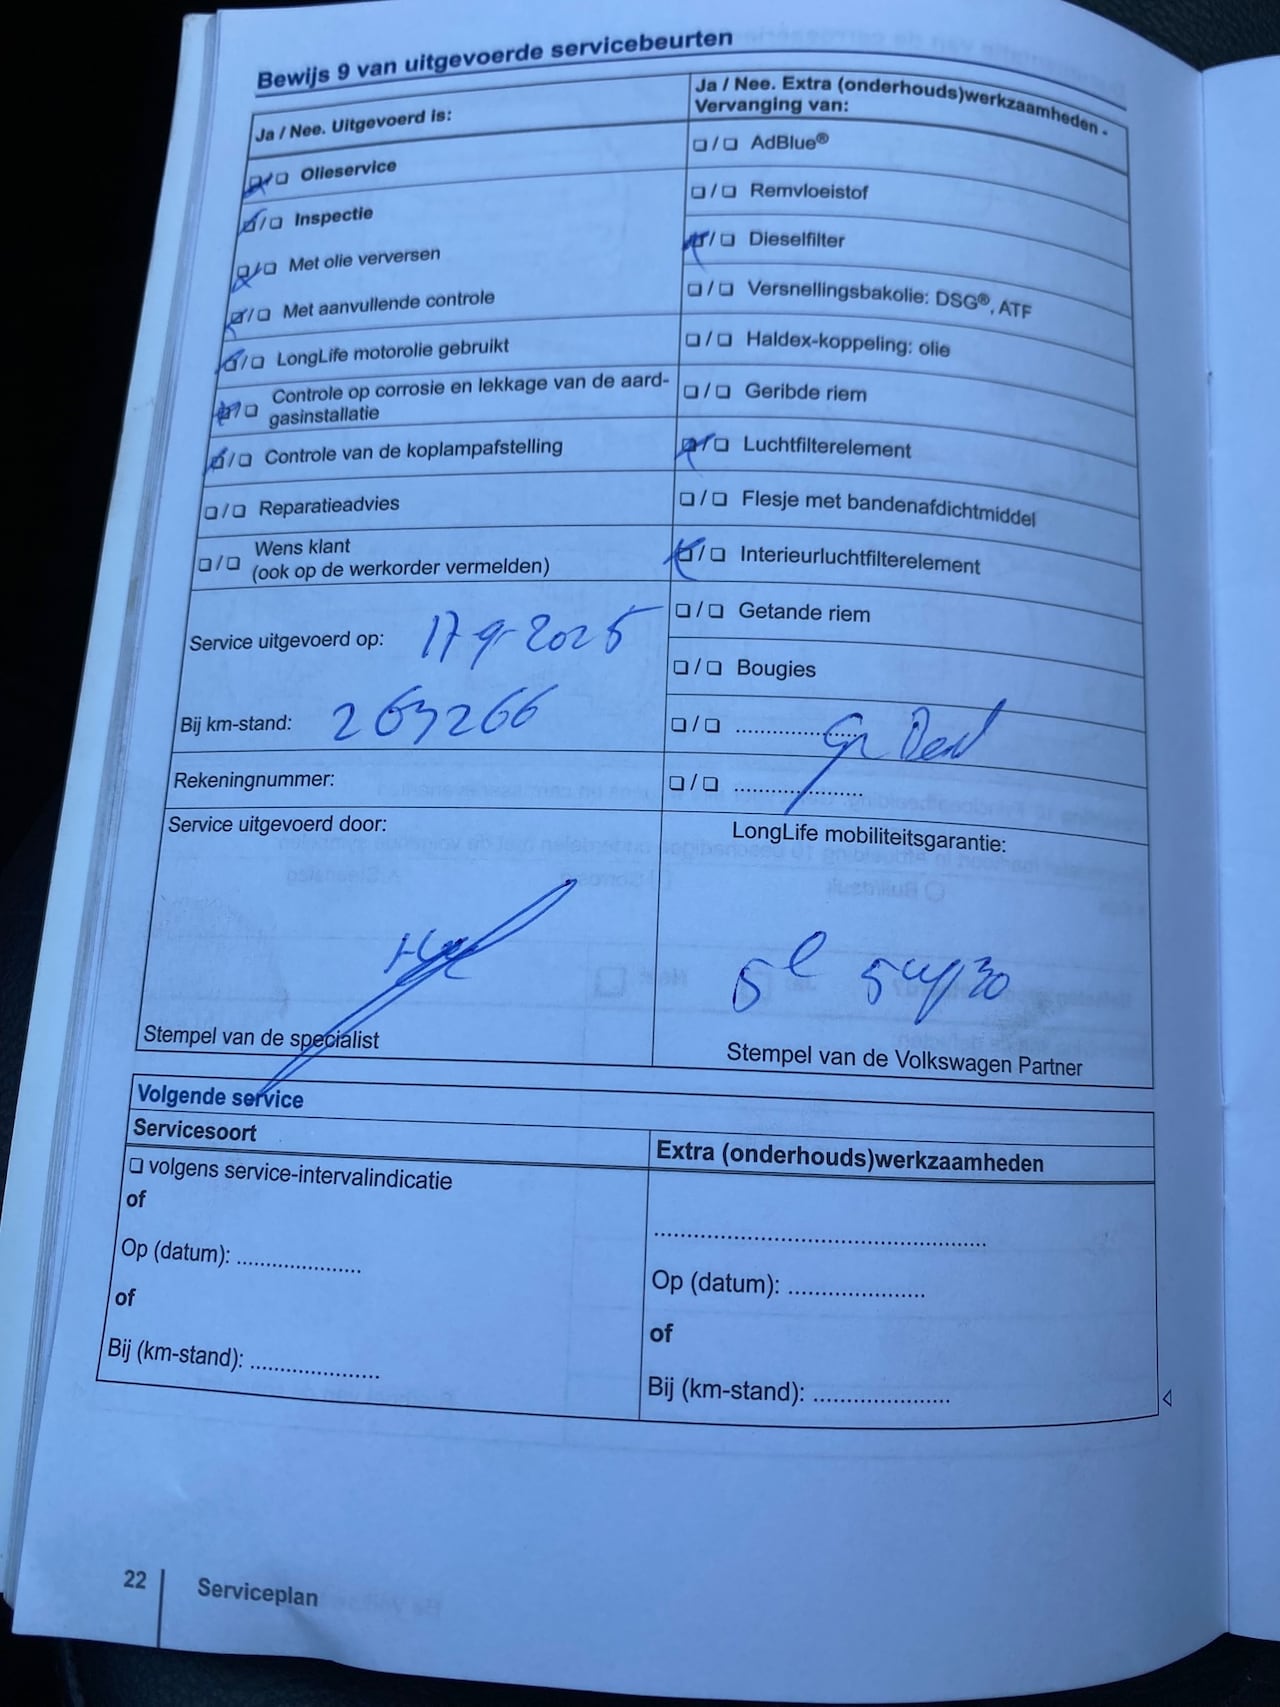 Bewijs 9 van uitgevoerde servicebeurten
Ja / Nee. Uitgevoerd is:
❏/❏ Olieservice
❏/❏ Inspectie
❏/❏ Met olie verversen
❏/❏ Met aanvullende controle
❏/❏ LongLife motorolie gebruikt
❏/❏ Controle op corrosie en lekkage van de aard-
gasinstallatie
❏/❏ Controle van de koplampafstelling
❏/❏ Reparatieadvies
❏/❏ Wens klant
(ook op de werkorder vermelden)
Service uitgevoerd op: 17-9-2025
Bij km-stand: 263266
Rekeningnummer:
Service uitgevoerd door:
Stempel van de specialist
Ja / Nee. Extra (onderhouds)werkzaamheden -
Vervanging van:
❏/❏ AdBlue®
❏/❏ Remvloeistof
❏/❏ Dieselfilter
❏/❏ Versnellingsbakolie: DSG®, ATF
❏/❏ Haldex-koppeling: olie
❏/❏ Geribde riem
❏/❏ Luchtfilterelement
❏/❏ Flesje met bandenafdichtmiddel
❏/❏ Interieurluchtfilterelement
❏/❏ Getande riem
❏/❏ Bougies
❏/❏ ....................
❏/❏ ....................
LongLife mobiliteitsgarantie:
5l 5w/30
Stempel van de Volkswagen Partner
Volgende service
Servicesoort
❏ volgens service-intervalindicatie
of
Op (datum): ....................
of
Bij (km-stand): ....................
Extra (onderhouds)werkzaamheden
..................................................
Op (datum): ....................
of
Bij (km-stand): ....................
22
Serviceplan